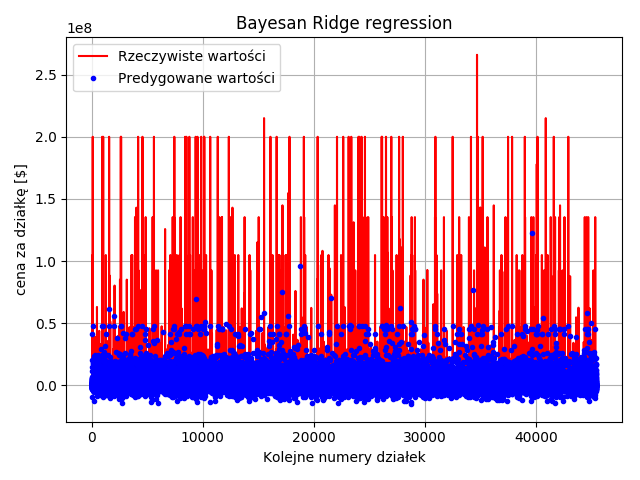 Bayesan Ridge regression
1e8
Rzeczywiste wartości
Predygowane wartości
2.5
2.0
1.5
1.0
0.5
0.0
cena za działkę [$]
0 10000 20000 30000 40000
Kolejne numery działek